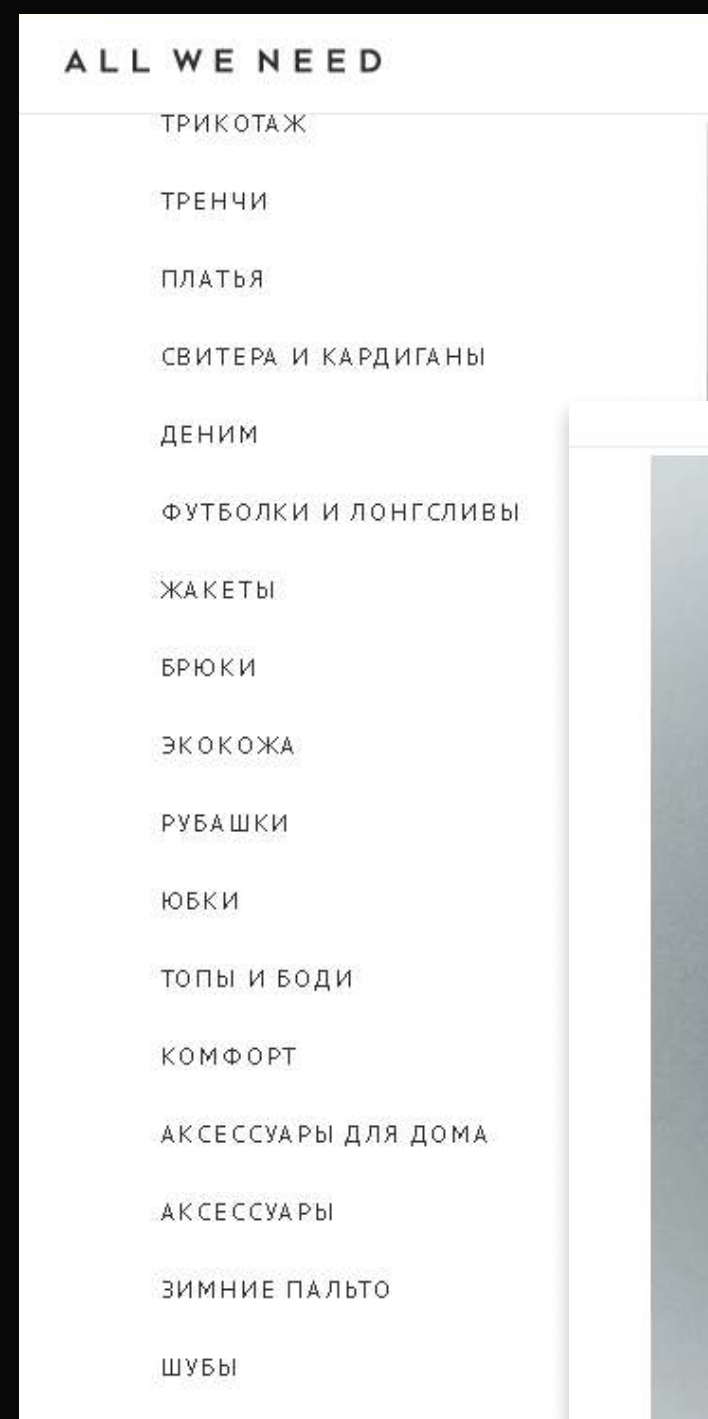 ALL WE NEED
ТРИКОТАЖ
ТРЕНЧИ
ПЛАТЬЯ
СВИТЕРА И КАРДИГАНЫ
ДЕНИМ
ФУТБОЛКИ И ЛОНГСЛИВЫ
ЖАКЕТЫ
БРЮКИ
ЭКОКОЖА
РУБАШКИ
ЮБКИ
ТОПЫ И БОДИ
КОМФОРТ
АКСЕССУАРЫ ДЛЯ ДОМА
АКСЕССУАРЫ
ЗИМНИЕ ПАЛЬТО
ШУБЫ